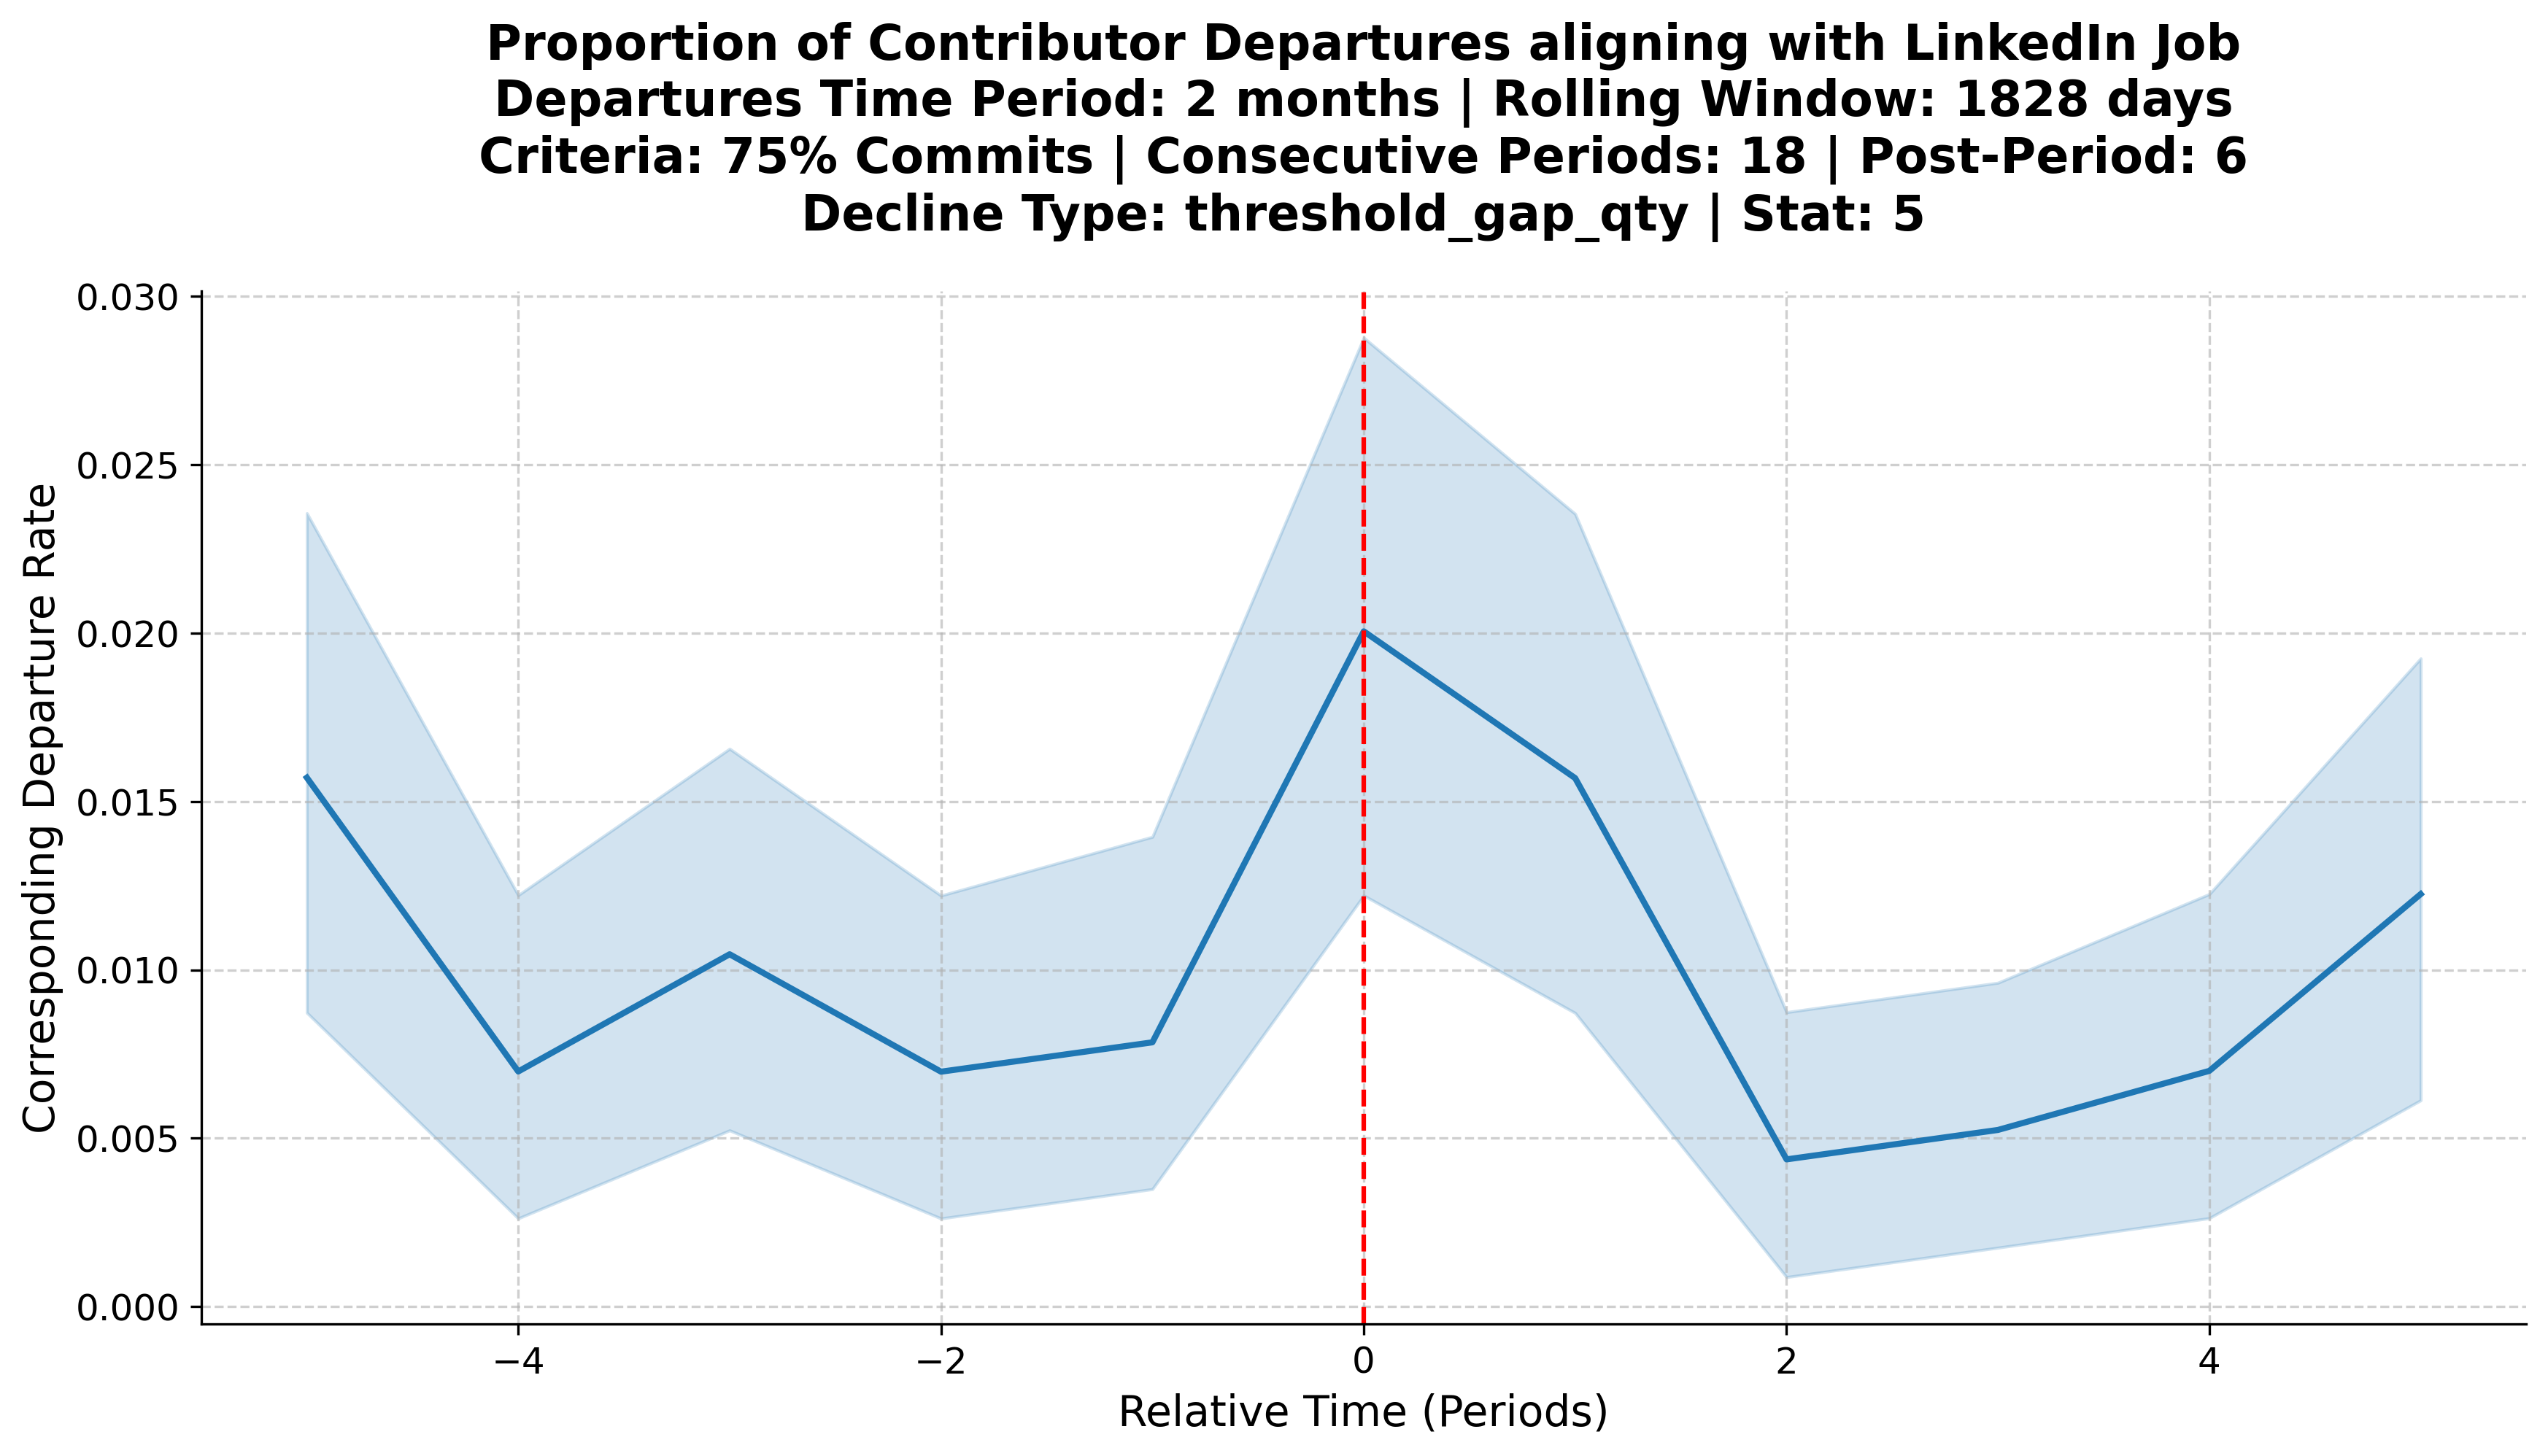 Proportion of Contributor Departures aligning with LinkedIn Job
Departures Time Period: 2 months | Rolling Window: 1828 days
Criteria: 75% Commits | Consecutive Periods: 18 | Post-Period: 6
Decline Type: threshold_gap_qty | Stat: 5
0.030
0.025
0.020
0.015
0.010
0.005
0.000
Corresponding Departure Rate
−4
−2
0
2
4
Relative Time (Periods)